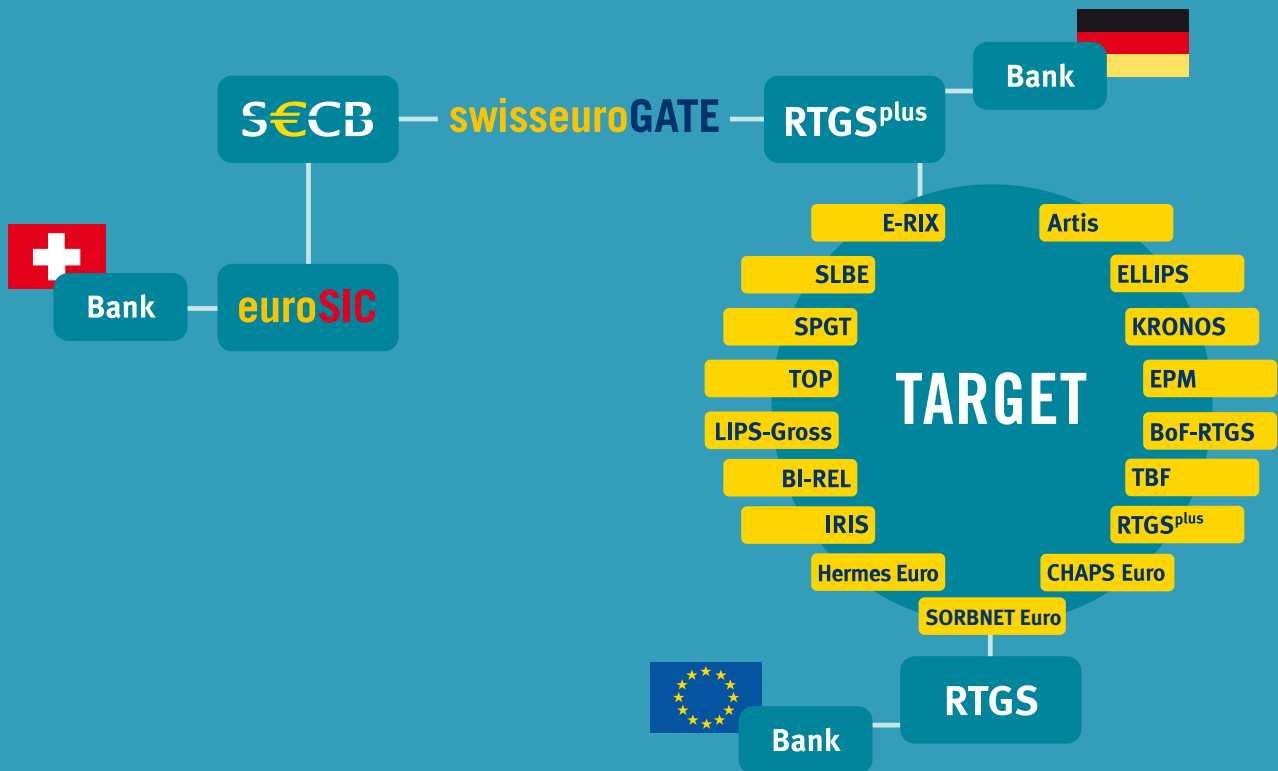 Bank
S€CB
swisseuroGATE
RTGSplus
E-RIX
Artis
SLBE
ELLIPS
Bank
euroSIC
SPGT
KRONOS
TOP
TARGET
EPM
LIPS-Gross
BoF-RTGS
BI-REL
TBF
IRIS
RTGSplus
Hermes Euro
CHAPS Euro
SORBNET Euro
RTGS
Bank